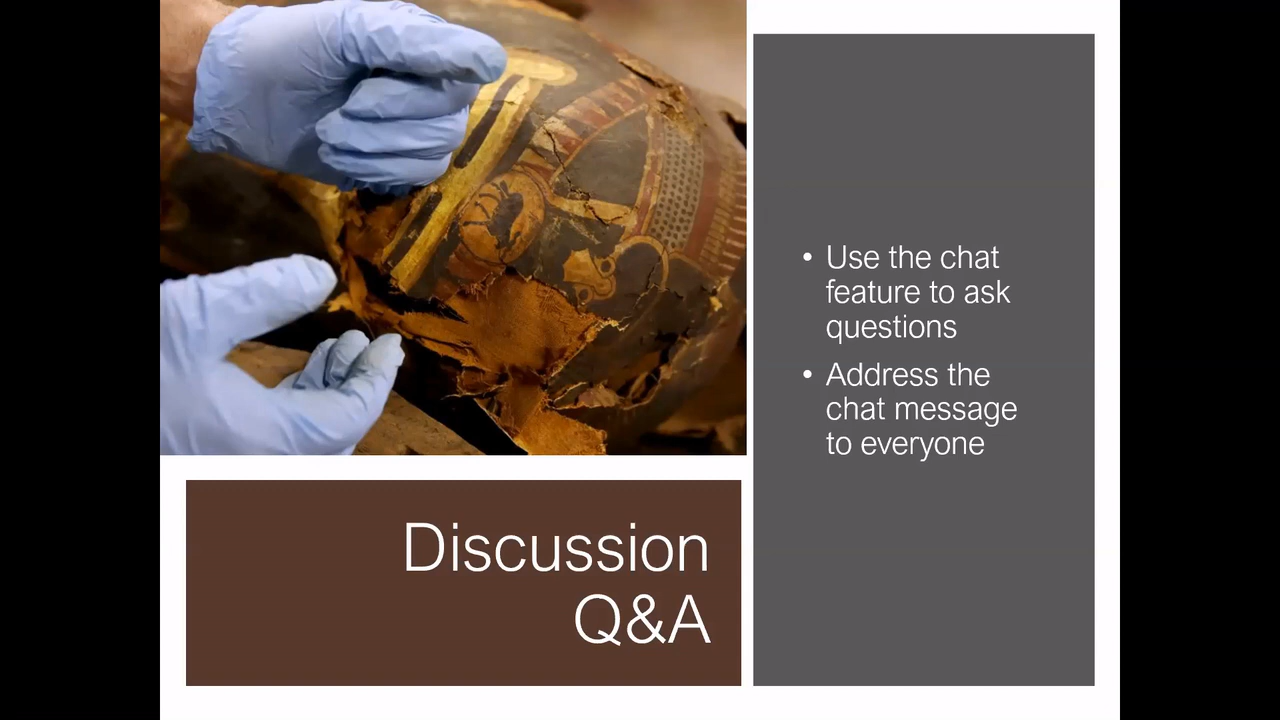 Discussion
Q&A
• Use the chat
feature to ask
questions
• Address the
chat message
to everyone